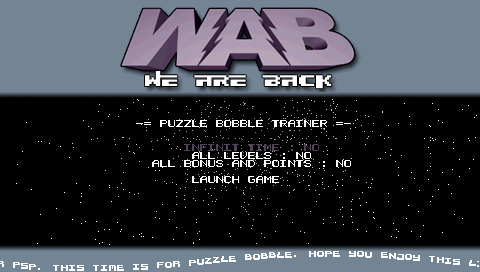 WAB
WE ARE BACK
-= PUZZLE BOBBLE TRAINER =-
INFINIT TIME : NO
ALL LEVELS : NO
ALL BONUS AND POINTS : NO
LAUNCH GAME
R PSP. THIS TIME IS FOR PUZZLE BOBBLE. HOPE YOU ENJOY THIS